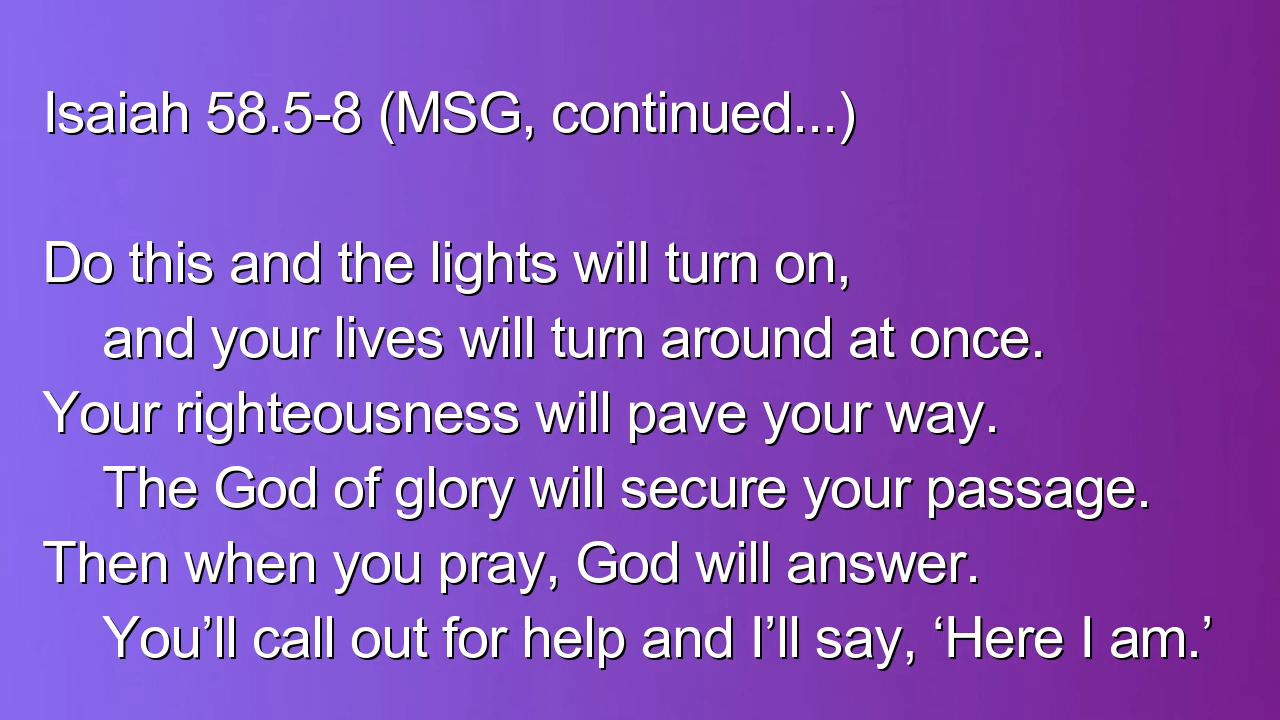 Isaiah 58.5-8 (MSG, continued...)
Do this and the lights will turn on,
and your lives will turn around at once.
Your righteousness will pave your way.
The God of glory will secure your passage.
Then when you pray, God will answer.
You’ll call out for help and I’ll say, ‘Here I am.’